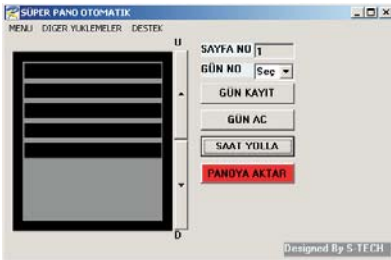 SÜPER PANO OTOMATIK
MENU DIGER YUKLEMELER DESTEK
U
SAYFA NO 1
GÜN NO Seç
GÜN KAYIT
GÜN AC
SAAT YOLLA
PANOYA AKTAR
D
Designed By S-TECH